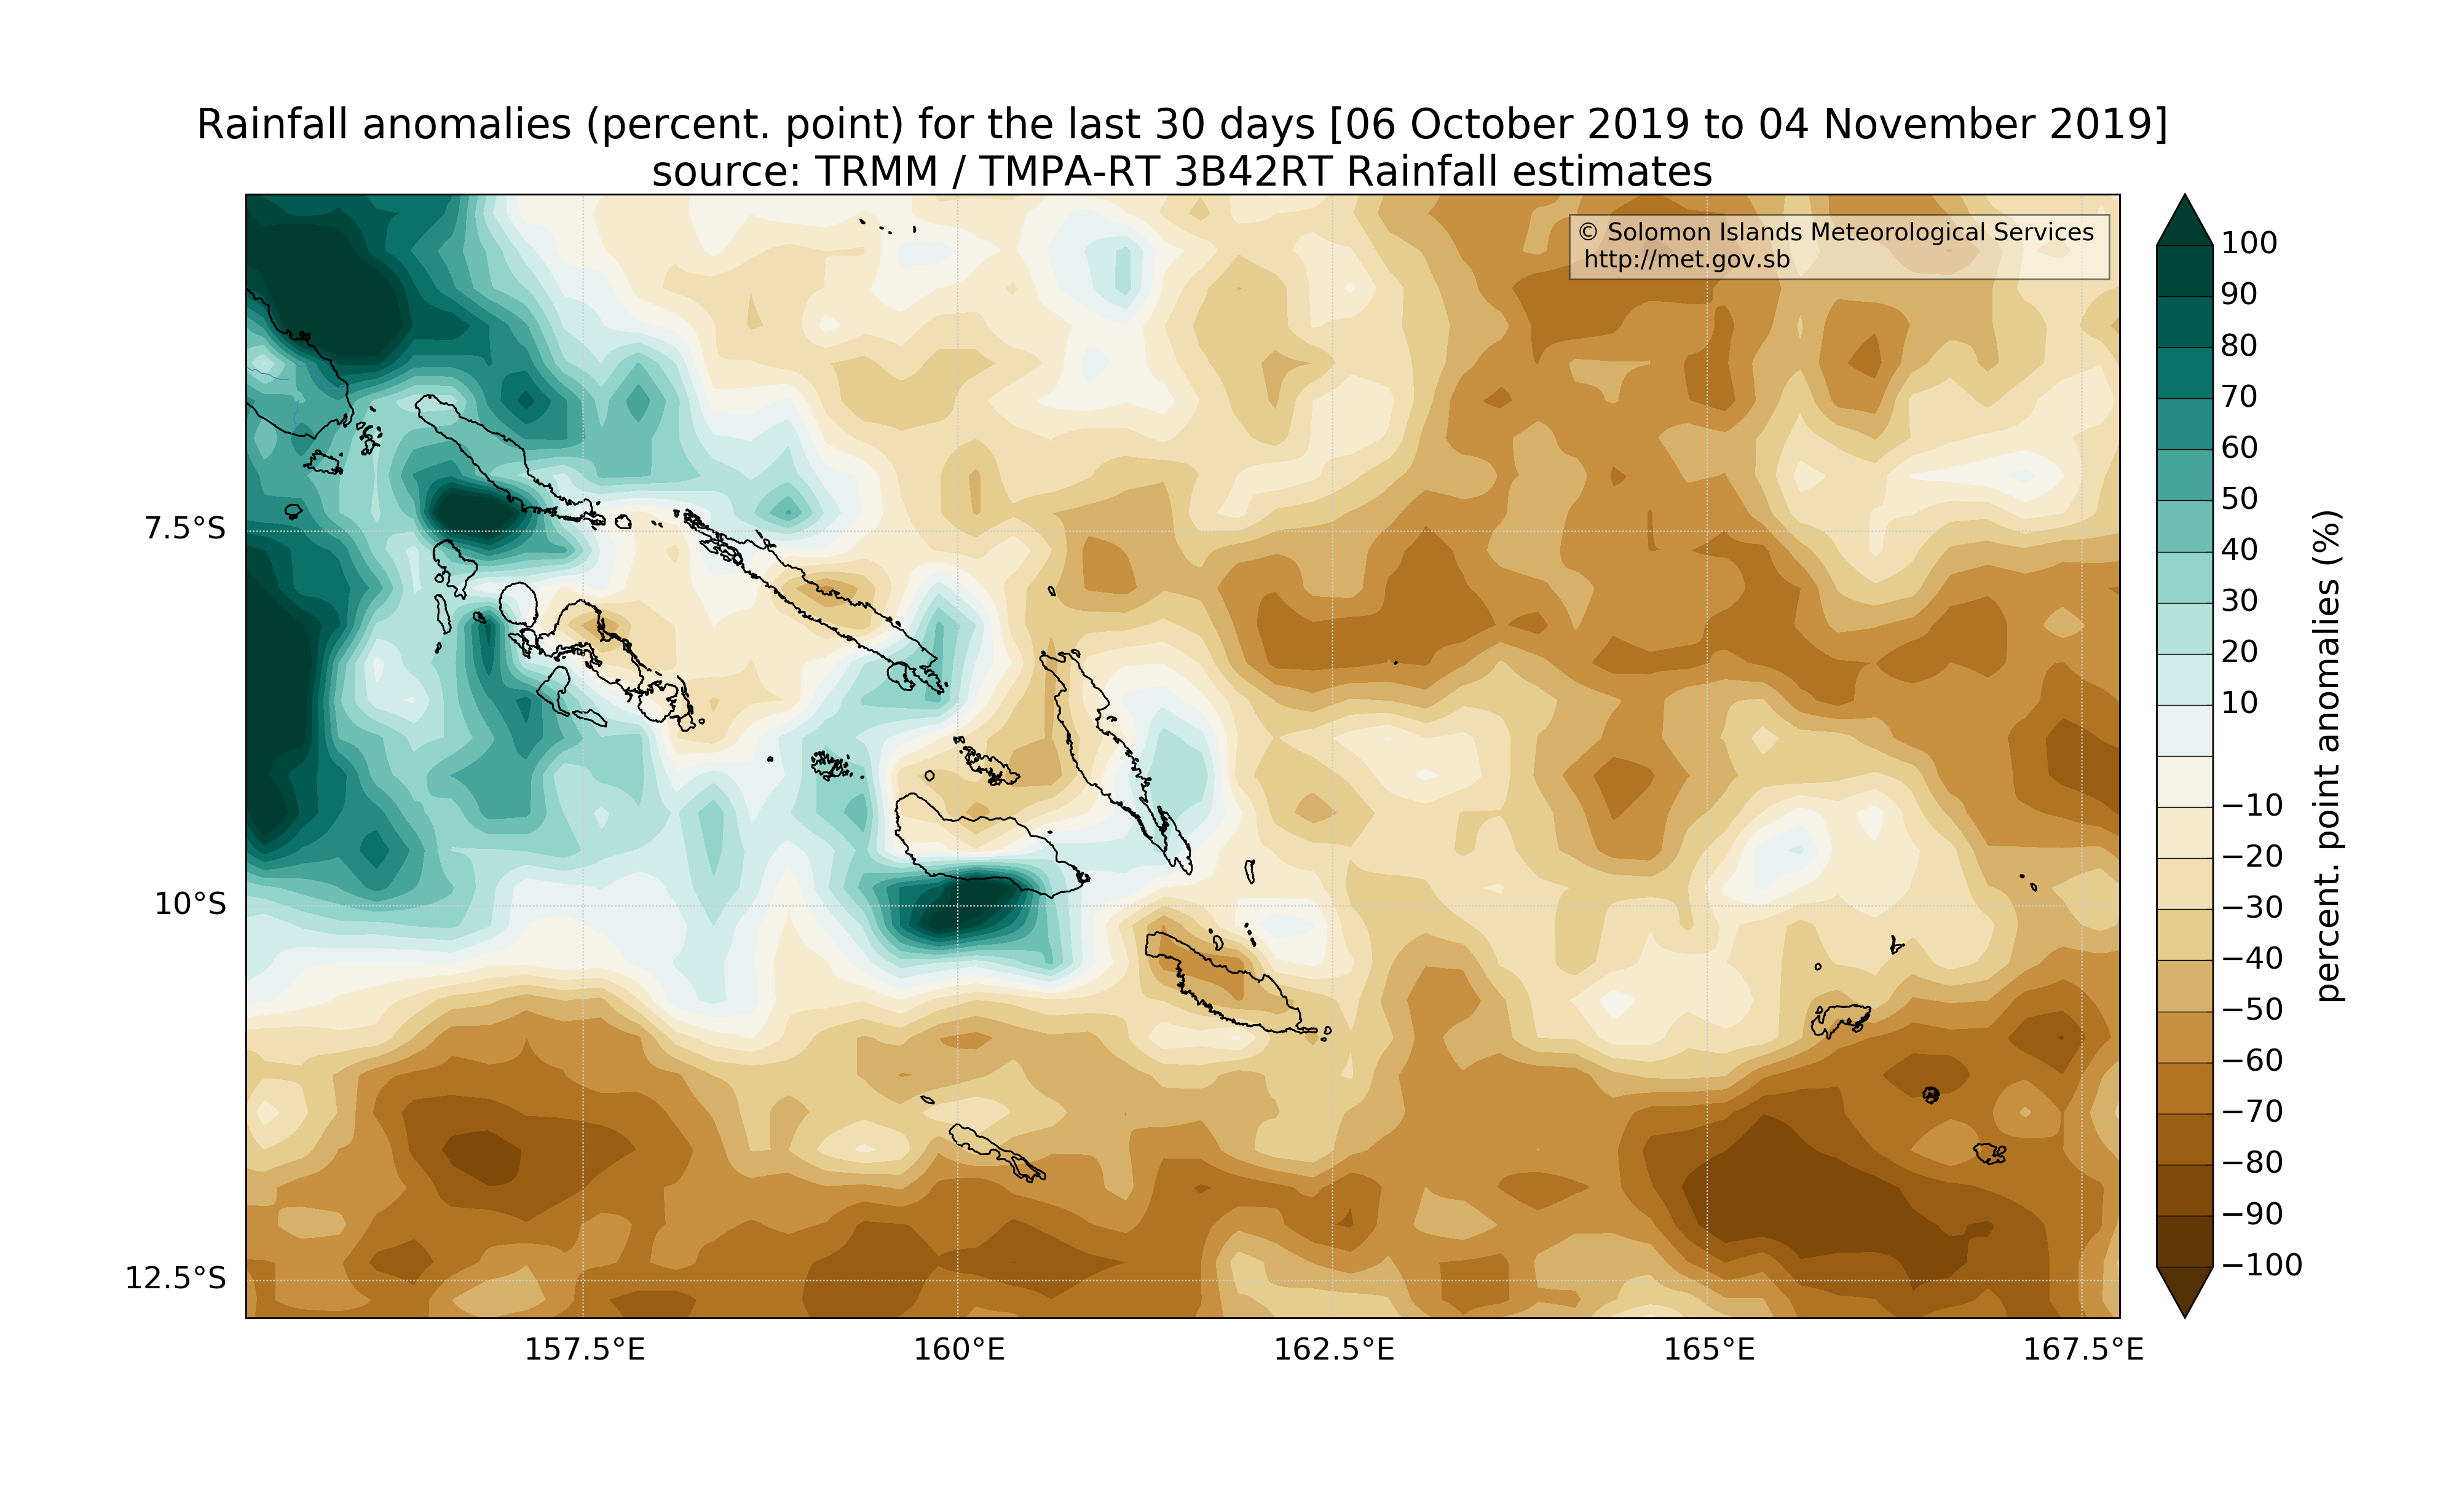 Rainfall anomalies (percent. point) for the last 30 days [06 October 2019 to 04 November 2019]
source: TRMM / TMPA-RT 3B42RT Rainfall estimates
© Solomon Islands Meteorological Services
http://met.gov.sb
7.5°S
10°S
12.5°S
157.5°E
160°E
162.5°E
165°E
167.5°E
100
90
80
70
60
50
40
30
20
10
−10
−20
−30
−40
−50
−60
−70
−80
−90
−100
percent. point anomalies (%)